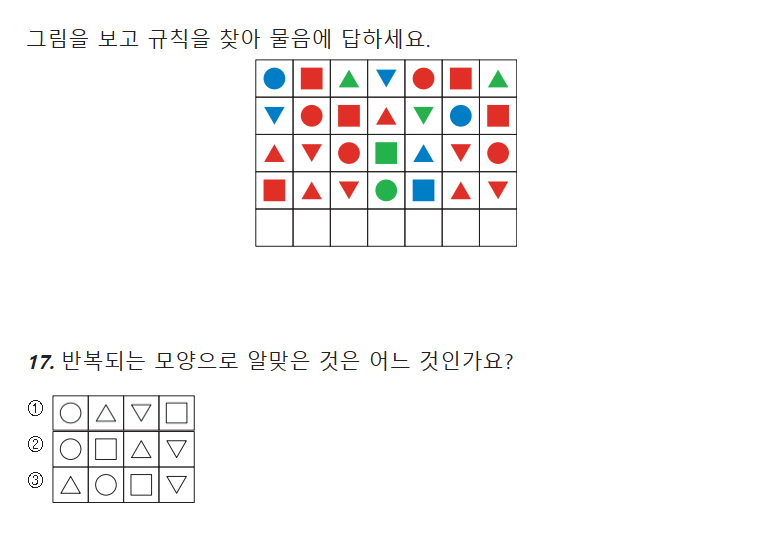 그림을 보고 규칙을 찾아 물음에 답하세요.
17. 반복되는 모양으로 알맞은 것은 어느 것인가요?
①
②
③